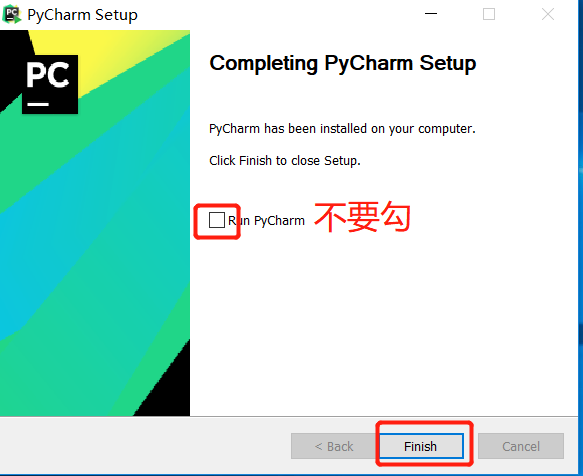 PyCharm Setup
PC
Completing PyCharm Setup
PyCharm has been installed on your computer.
Click Finish to close Setup.
Run PyCharm 不要勾
< Back Finish Cancel